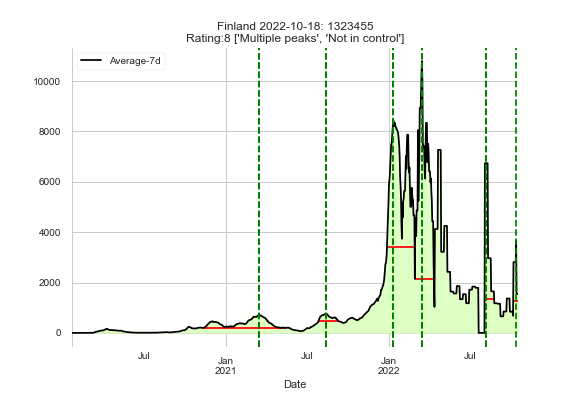 Finland 2022-10-18: 1323455
Rating:8 ['Multiple peaks', 'Not in control']
Average-7d
10000
8000
6000
4000
2000
0
Jul
Jan
2021
Jul
Jan
2022
Jul
Date